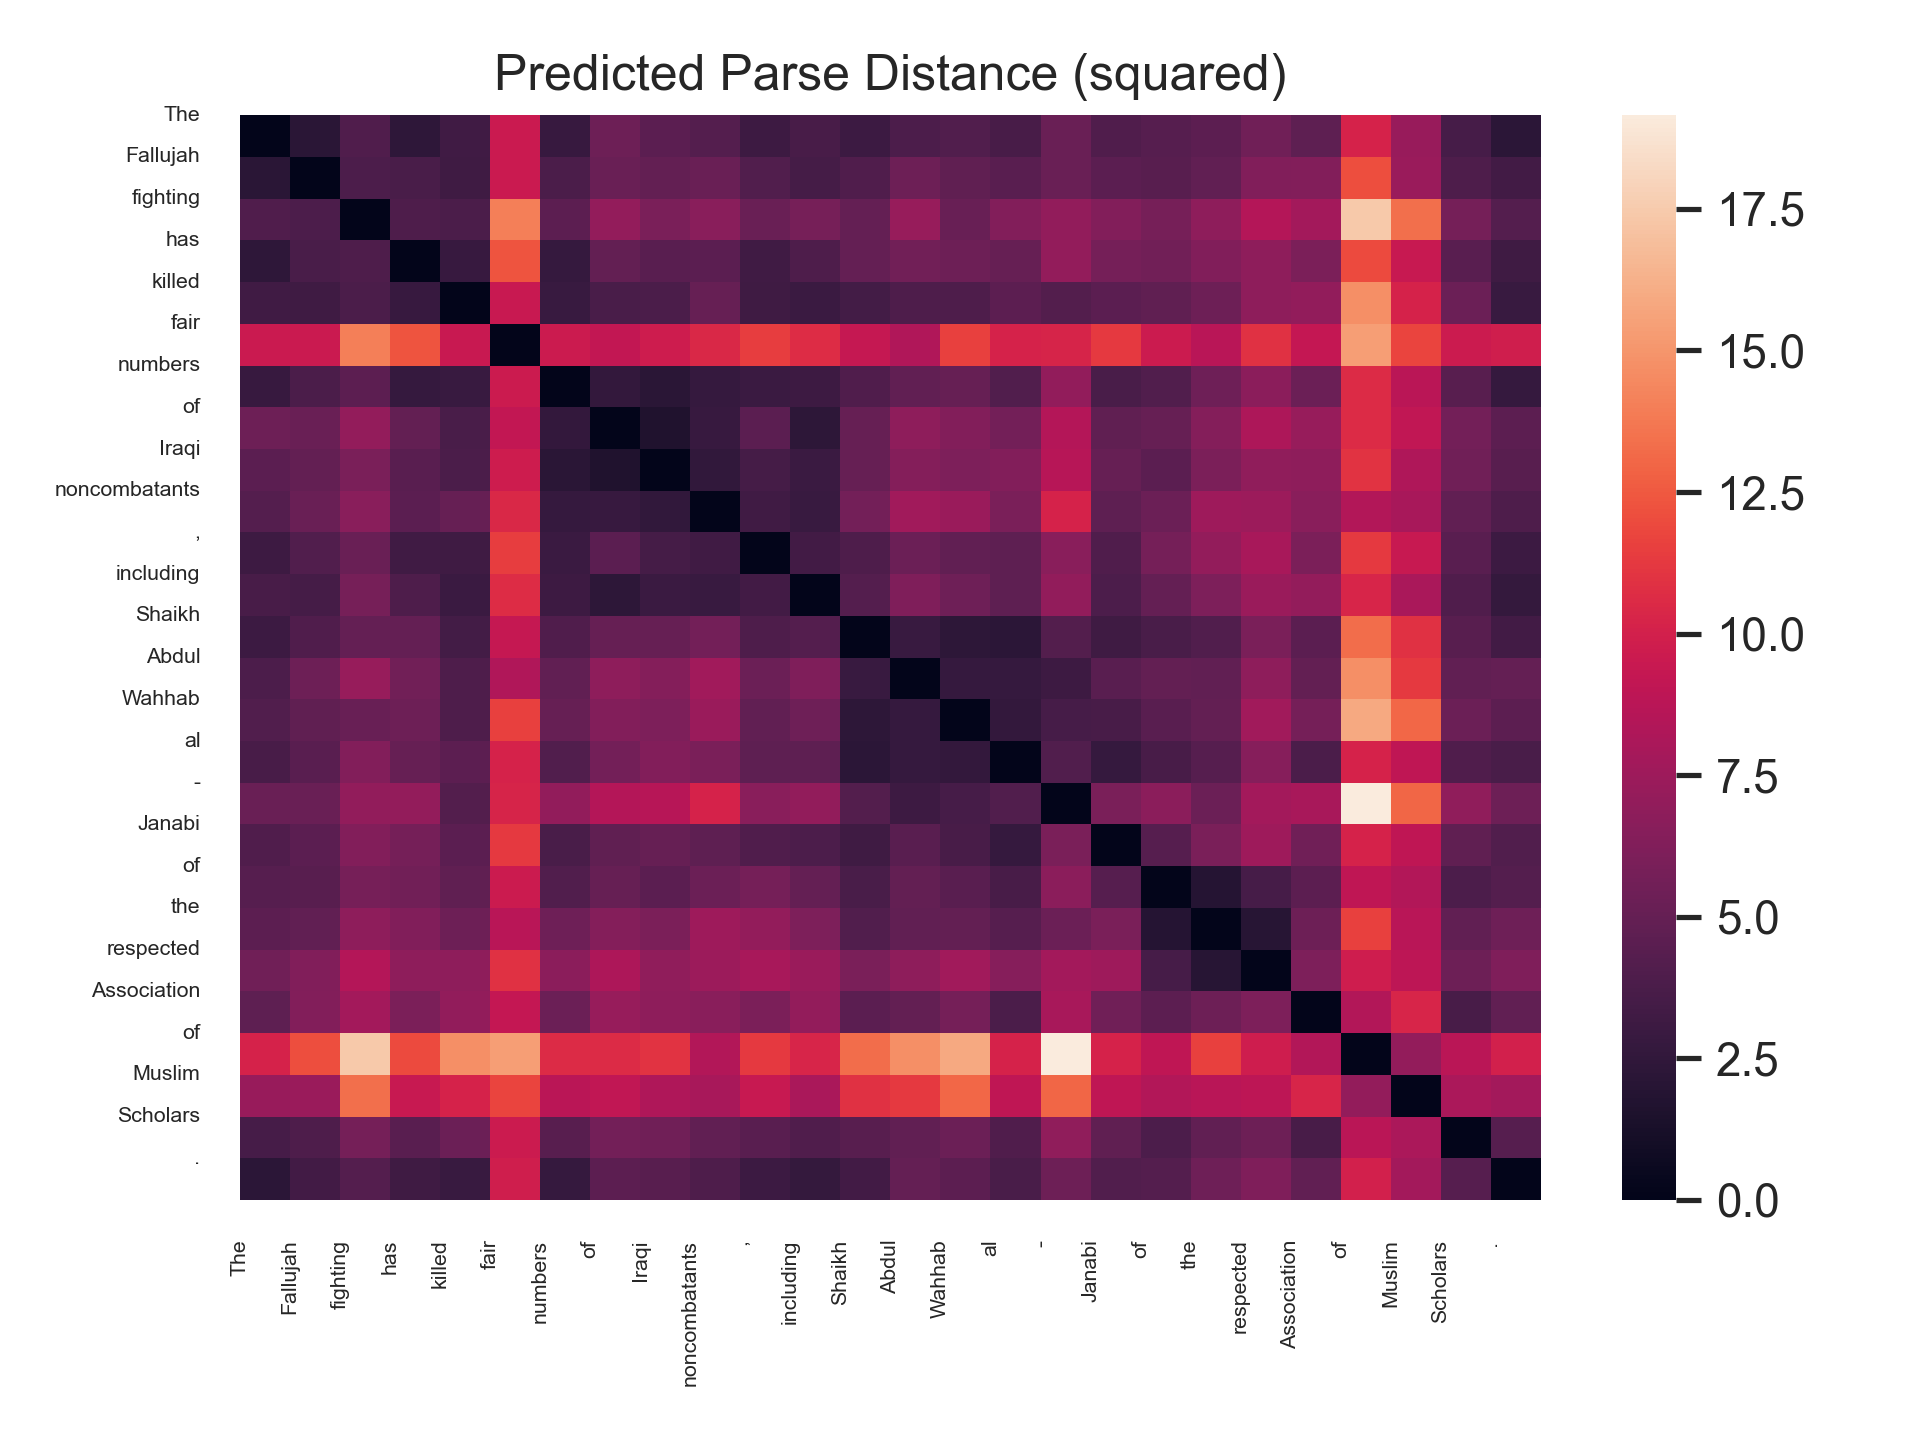 Predicted Parse Distance (squared)
The
Fallujah
fighting
has
killed
fair
numbers
of
Iraqi
noncombatants
,
including
Shaikh
Abdul
Wahhab
al
-
Janabi
of
the
respected
Association
of
Muslim
Scholars
.
The
Fallujah
fighting
has
killed
fair
numbers
of
Iraqi
noncombatants
,
including
Shaikh
Abdul
Wahhab
al
-
Janabi
of
the
respected
Association
of
Muslim
Scholars
.
17.5
15.0
12.5
10.0
7.5
5.0
2.5
0.0